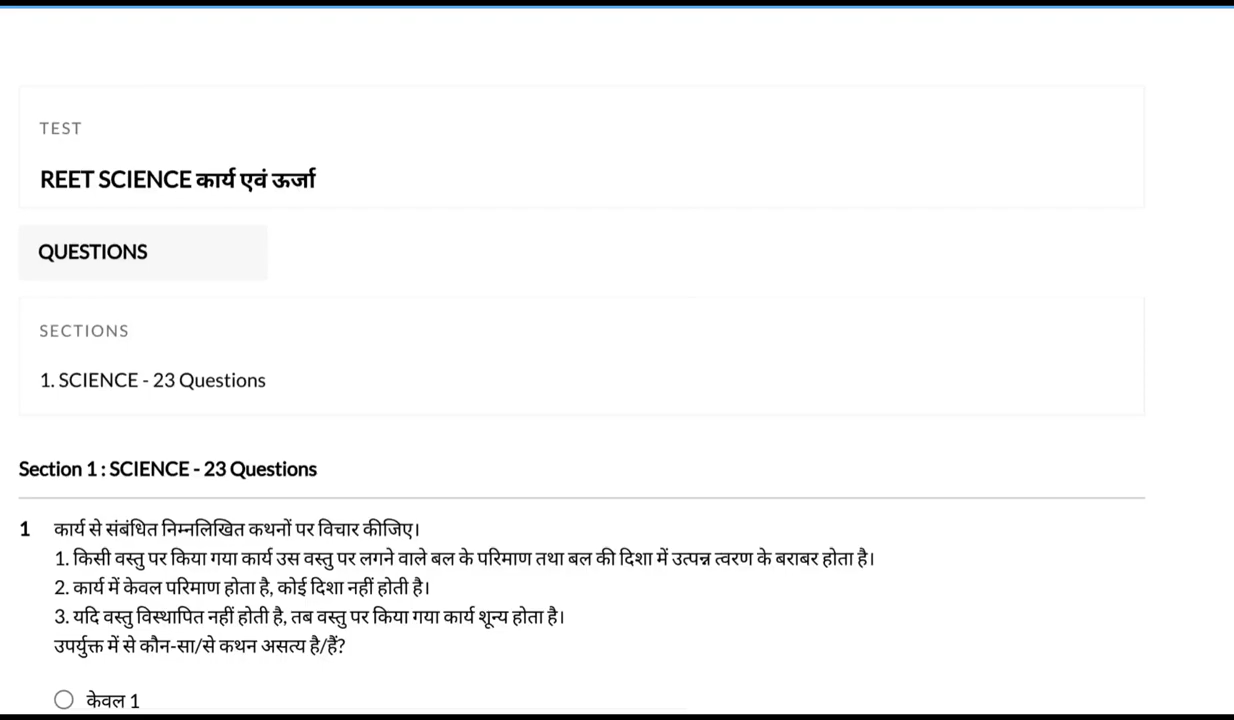 TEST
REET SCIENCE कार्य एवं ऊर्जा
QUESTIONS
SECTIONS
1. SCIENCE - 23 Questions
Section 1 : SCIENCE - 23 Questions
1 कार्य से संबंधित निम्नलिखित कथनों पर विचार कीजिए।
1. किसी वस्तु पर किया गया कार्य उस वस्तु पर लगने वाले बल के परिमाण तथा बल की दिशा में उत्पन्न त्वरण के बराबर होता है।
2. कार्य में केवल परिमाण होता है, कोई दिशा नहीं होती है।
3. यदि वस्तु विस्थापित नहीं होती है, तब वस्तु पर किया गया कार्य शून्य होता है।
उपर्युक्त में से कौन-सा/से कथन असत्य है/हैं?
केवल 1